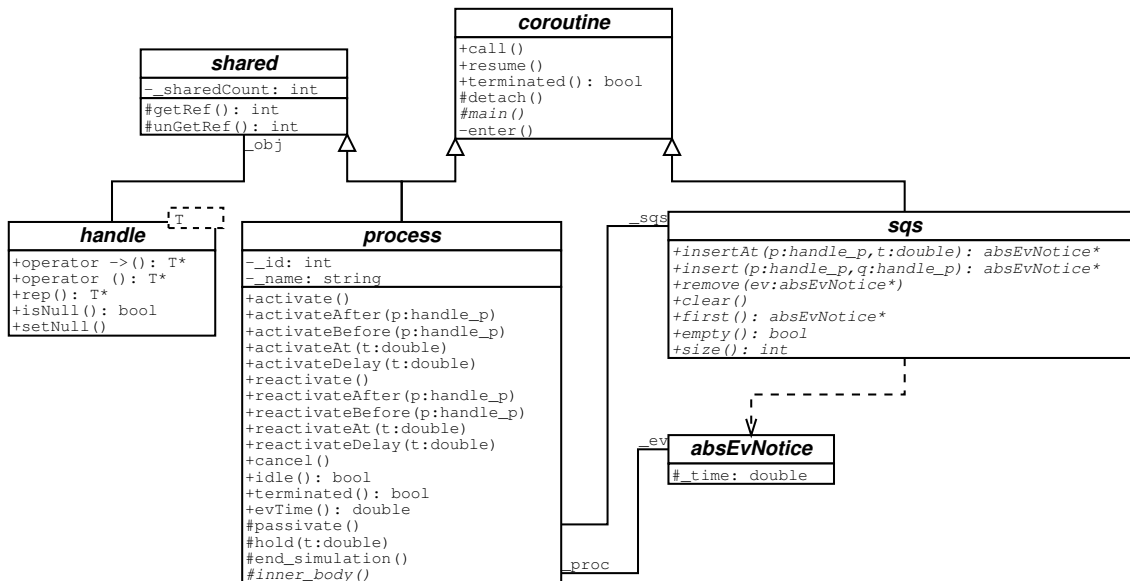 coroutine
+call()
+resume()
+terminated(): bool
#detach()
#main()
-enter()
shared
-_sharedCount: int
#getRef(): int
#unGetRef(): int
_obj
T
handle
+operator ->(): T*
+operator (): T*
+rep(): T*
+isNull(): bool
+setNull()
process
-_id: int
-_name: string
+activate()
+activateAfter(p:handle_p)
+activateBefore(p:handle_p)
+activateAt(t:double)
+activateDelay(t:double)
+reactivate()
+reactivateAfter(p:handle_p)
+reactivateBefore(p:handle_p)
+reactivateAt(t:double)
+reactivateDelay(t:double)
+cancel()
+idle(): bool
+terminated(): bool
+evTime(): double
#passivate()
#hold(t:double)
#end_simulation()
#inner_body()
_sqs
sqs
+insertAt(p:handle_p,t:double): absEvNotice*
+insert(p:handle_p,q:handle_p): absEvNotice*
+remove(ev:absEvNotice*)
+clear()
+first(): absEvNotice*
+empty(): bool
+size(): int
_ev
absEvNotice
#_time: double
_proc